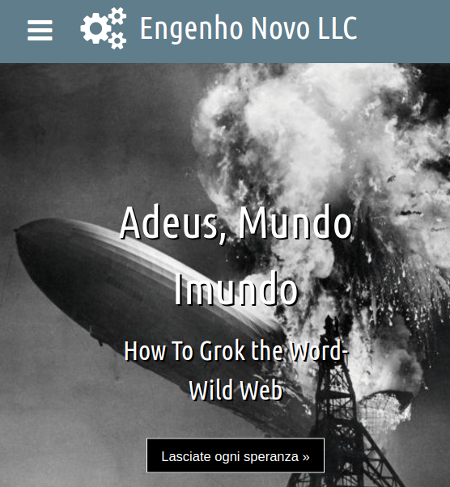 Engenho Novo LLC
Adeus, Mundo
Imundo
How To Grok the Word-
Wild Web
Lasciate ogni speranza »